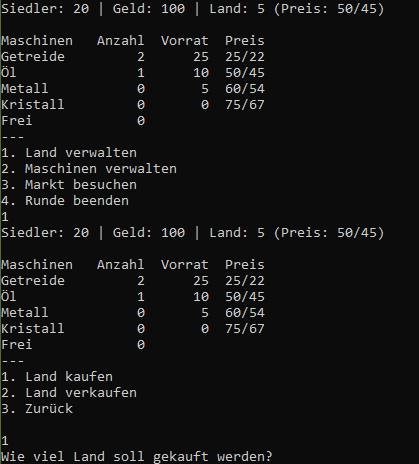 Siedler: 20 | Geld: 100 | Land: 5 (Preis: 50/45)

Maschinen   Anzahl  Vorrat  Preis
Getreide         2      25  25/22
Öl               1      10  50/45
Metall           0       5  60/54
Kristall         0       0  75/67
Frei             0
---
1. Land verwalten
2. Maschinen verwalten
3. Markt besuchen
4. Runde beenden
1
Siedler: 20 | Geld: 100 | Land: 5 (Preis: 50/45)

Maschinen   Anzahl  Vorrat  Preis
Getreide         2      25  25/22
Öl               1      10  50/45
Metall           0       5  60/54
Kristall         0       0  75/67
Frei             0
---
1. Land kaufen
2. Land verkaufen
3. Zurück

1
Wie viel Land soll gekauft werden?